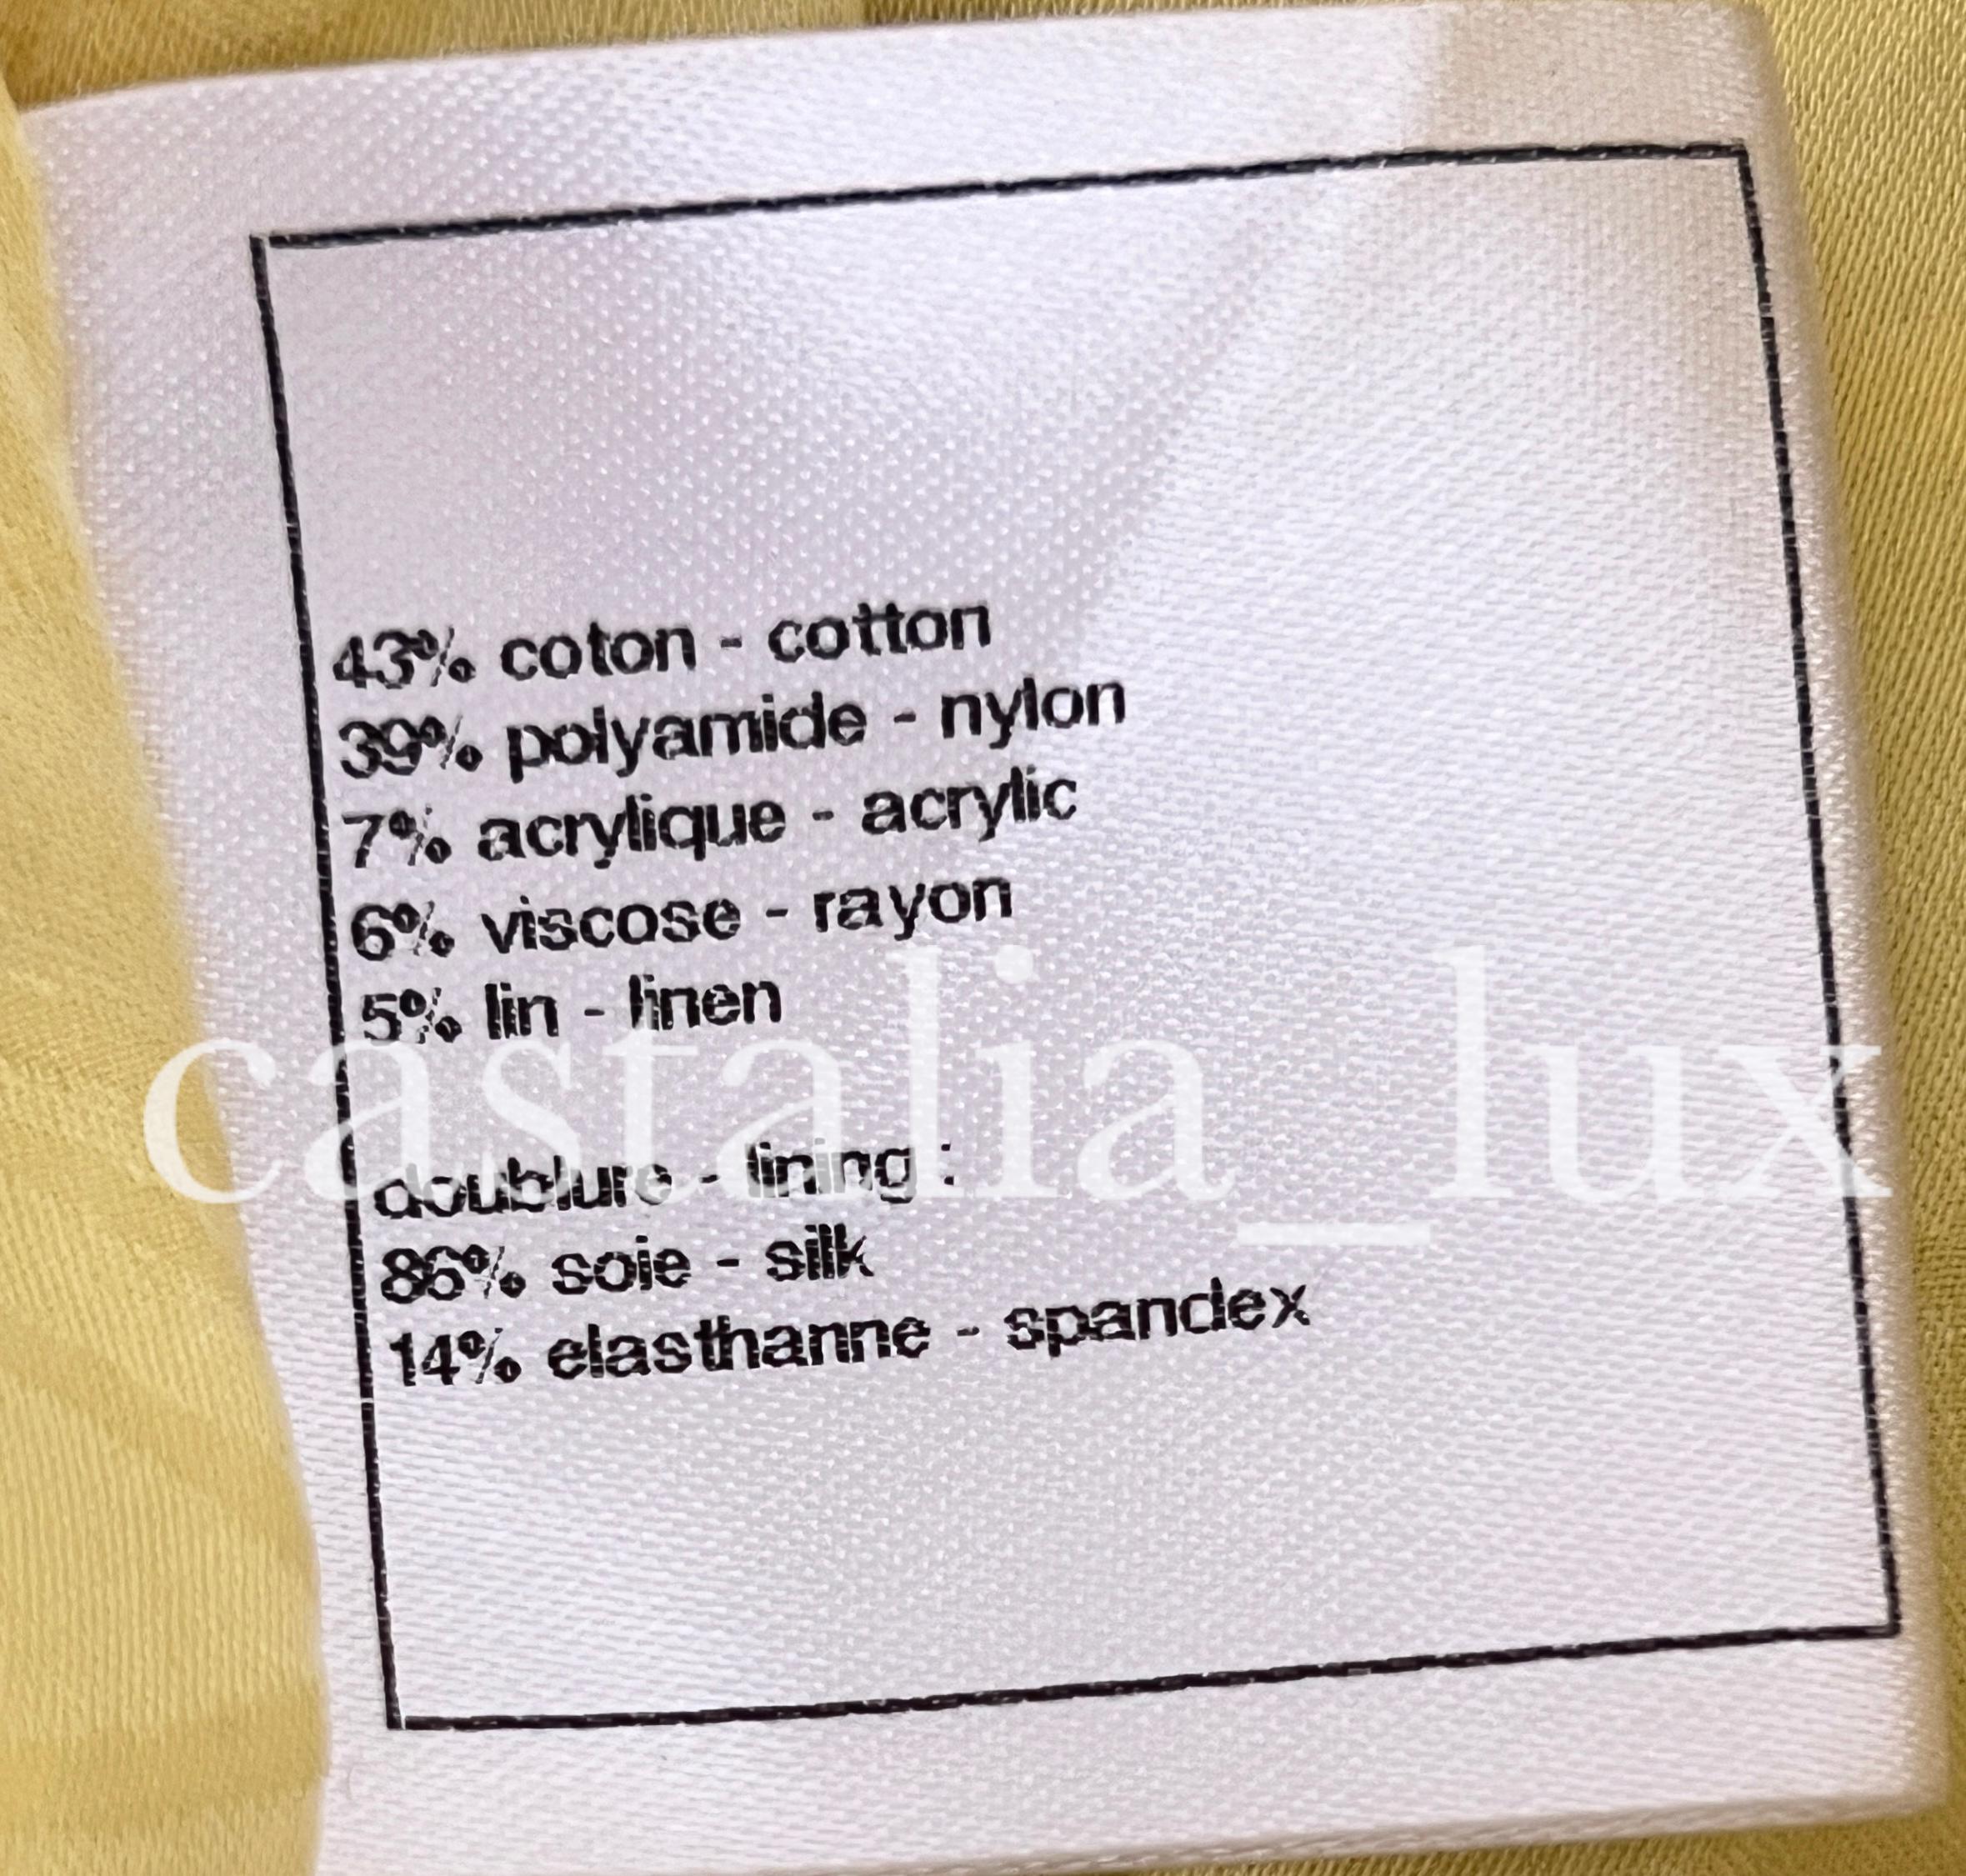 43% coton - cotton
39% polyamide - nylon
7% acrylique - acrylic
6% viscose - rayon
5% lin - linen
castalia_lux
doublure - lining :
86% soie - silk
14% elasthanne - spandex